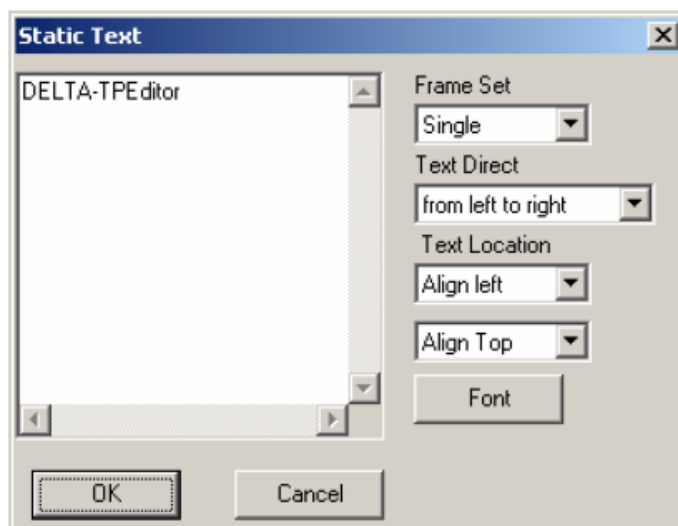 Static Text
DELTA-TPEditor
Frame Set
Single
Text Direct
from left to right
Text Location
Align left
Align Top
Font
OK
Cancel